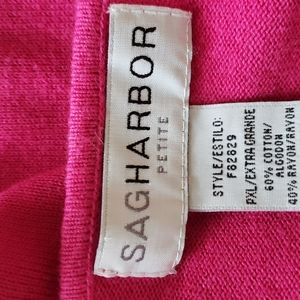 SAGHARBOR
PETITE
STYLE/ESTILO:
F82829
PXL/EXTRA GRANDE
60% COTTON/
ALGODON
40% RAYON/RAYON